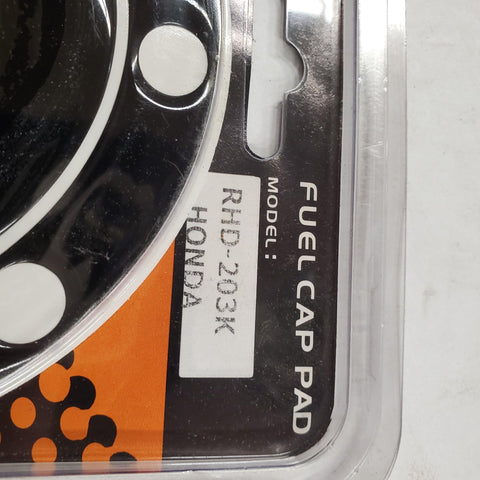 FUEL CAP PAD
MODEL:
RHD-203K
HONDA